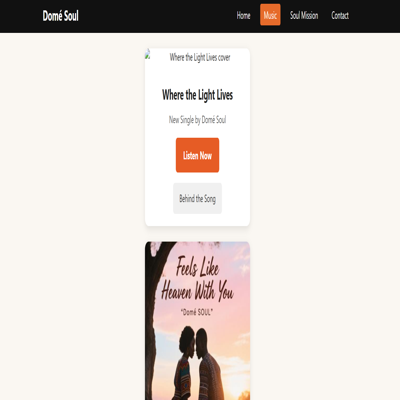 Domé Soul
Home Music Soul Mission Contact
Where the Light Lives cover
Where the Light Lives
New Single by Domé Soul
Listen Now
Behind the Song
Feels Like
Heaven With You
"Domé SOUL"